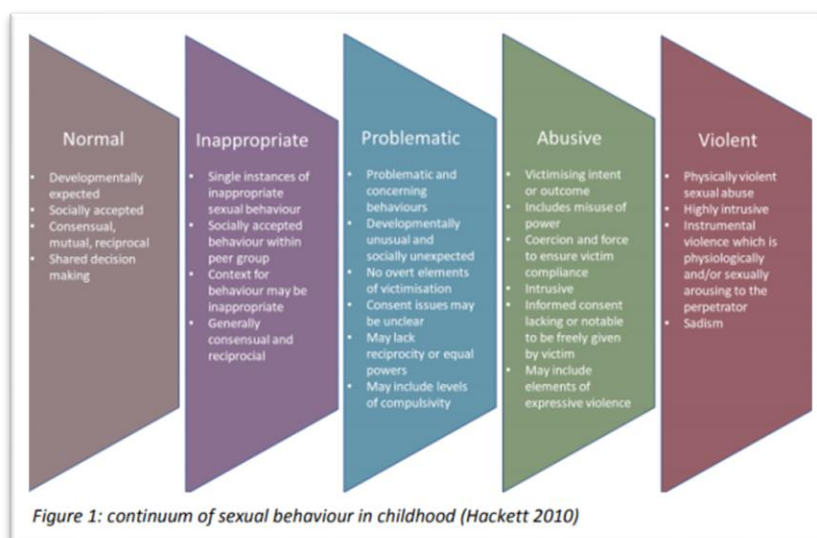 Normal
• Developmentally
expected
• Socially accepted
• Consensual,
mutual, reciprocal
• Shared decision
making
Inappropriate
• Single instances of
inappropriate
sexual behaviour
• Socially accepted
behaviour within
peer group
• Context for
behaviour may be
inappropriate
• Generally
consensual and
reciprocial
Problematic
• Problematic and
concerning
behaviours
• Developmentally
unusual and
socially unexpected
• No overt elements
of victimisation
• Consent issues may
be unclear
• May lack
reciprocity or equal
powers
• May include levels
of compulsivity
Abusive
• Victimising intent
or outcome
• Includes misuse of
power
• Coercion and force
to ensure victim
compliance
• Intrusive
• Informed consent
lacking or notable
to be freely given
by victim
• May include
elements of
expressive violence
Violent
• Physically violent
sexual abuse
• Highly intrusive
• Instrumental
violence which is
physiologically
and/or sexually
arousing to the
perpetrator
• Sadism
Figure 1: continuum of sexual behaviour in childhood (Hackett 2010)